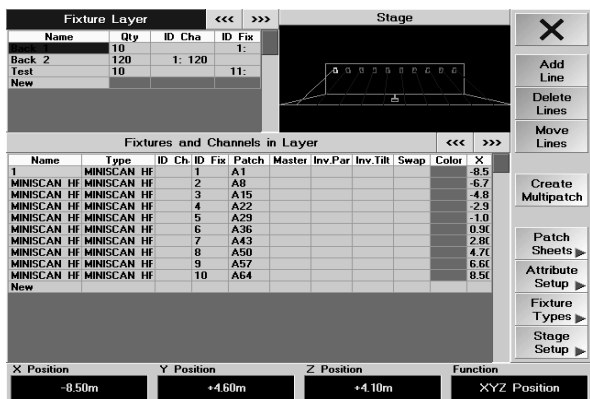 Fixture Layer <<< >>> Stage
Name Qty ID Cha ID Fix
Back 1 10 1:
Back 2 120 1: 120
Test 10 11:
New
Add Line
Delete Lines
Move Lines
Fixtures and Channels in Layer <<< >>>
Name Type ID Ch. ID Fix Patch Master Inv.Par Inv.Tilt Swap Color X
1 MINISCAN HF 1 A1 -8.5
MINISCAN HF MINISCAN HF 2 A8 -6.7
MINISCAN HF MINISCAN HF 3 A15 -4.8
MINISCAN HF MINISCAN HF 4 A22 -2.9
MINISCAN HF MINISCAN HF 5 A29 -1.0
MINISCAN HF MINISCAN HF 6 A36 0.90
MINISCAN HF MINISCAN HF 7 A43 2.80
MINISCAN HF MINISCAN HF 8 A50 4.70
MINISCAN HF MINISCAN HF 9 A57 6.60
MINISCAN HF MINISCAN HF 10 A64 8.50
New
Create Multipatch
Patch Sheets
Attribute Setup
Fixture Types
Stage Setup
X Position Y Position Z Position Function
-8.50m +4.60m +4.10m XYZ Position